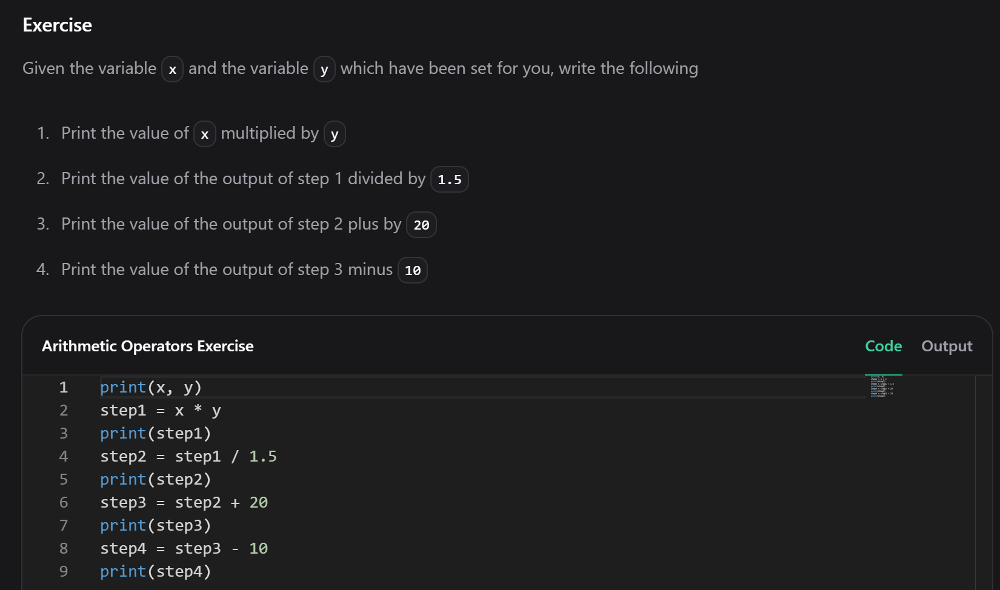 Exercise
Given the variable x and the variable y which have been set for you, write the following
1. Print the value of x multiplied by y
2. Print the value of the output of step 1 divided by 1.5
3. Print the value of the output of step 2 plus by 20
4. Print the value of the output of step 3 minus 10
Arithmetic Operators Exercise
Code Output
1 print(x, y)
2 step1 = x * y
3 print(step1)
4 step2 = step1 / 1.5
5 print(step2)
6 step3 = step2 + 20
7 print(step3)
8 step4 = step3 - 10
9 print(step4)